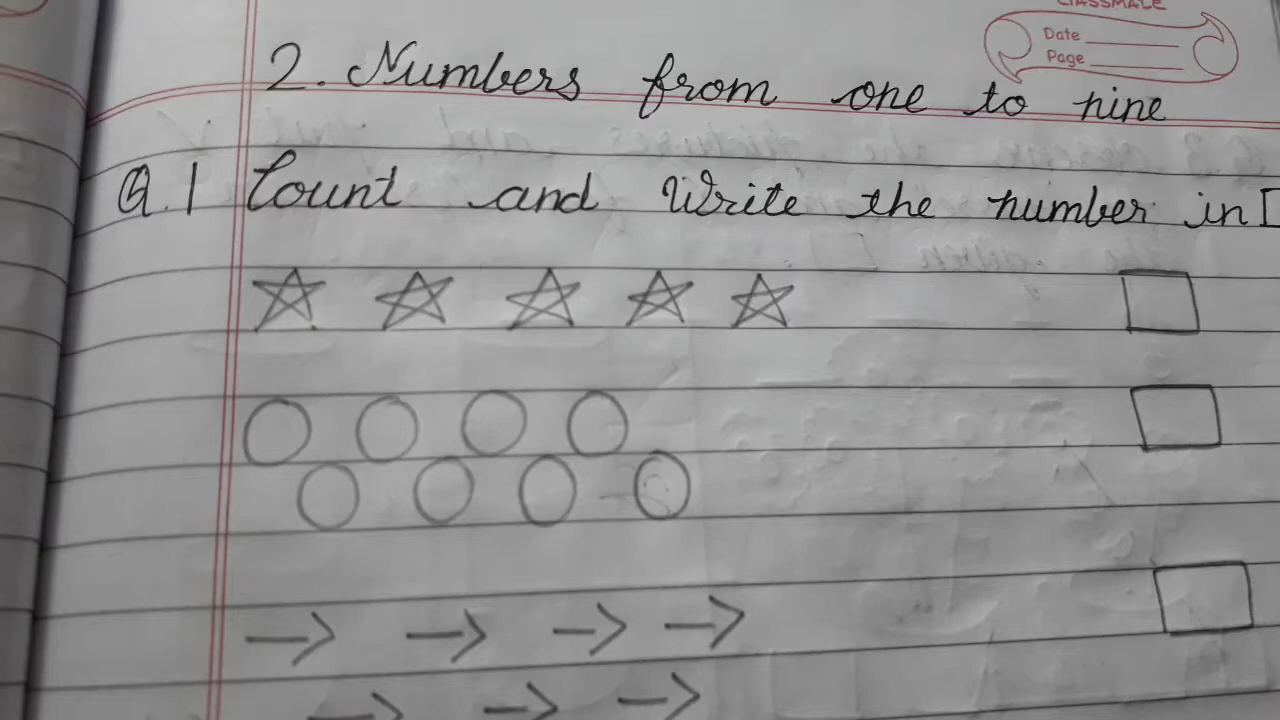 CLASSMATE
Date
Page
2. Numbers from one to nine
Q.1 Count and Write the number in